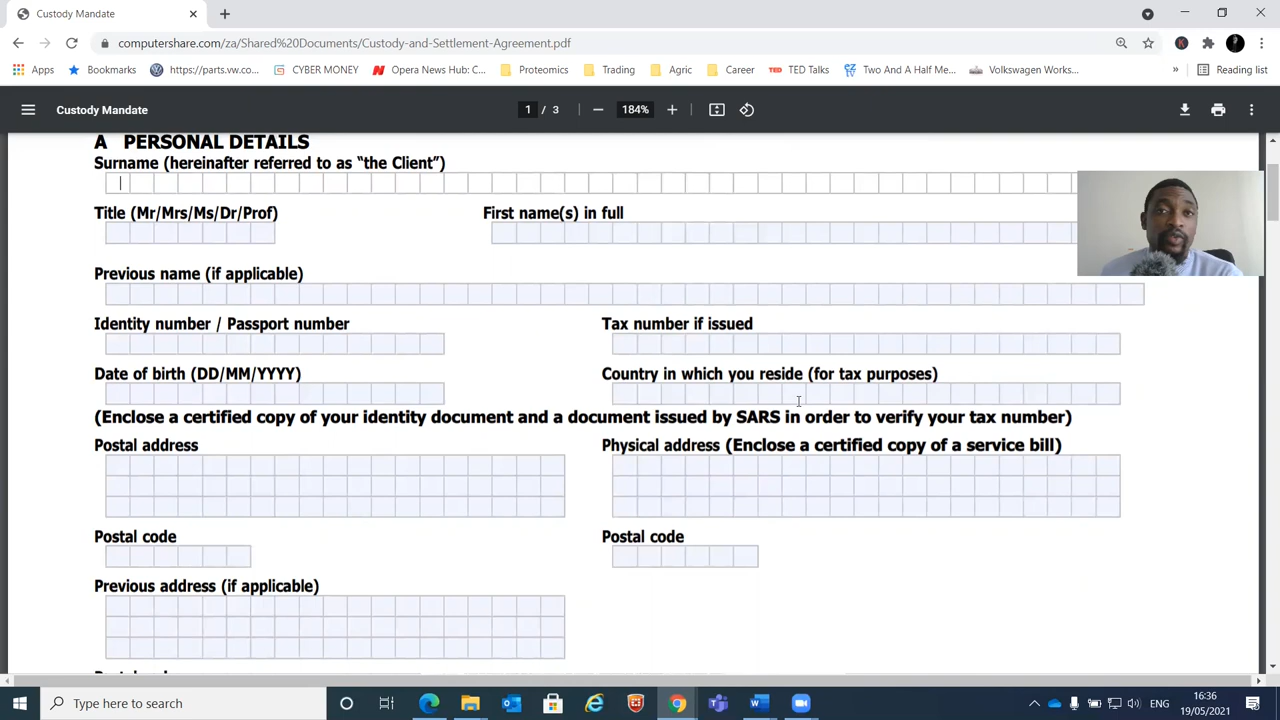 Custody Mandate
computershare.com/za/Shared%20Documents/Custody-and-Settlement-Agreement.pdf
Apps
Bookmarks
https://parts.vw.co...
CYBER MONEY
Opera News Hub: C...
Proteomics
Trading
Agric
Career
TED
TED Talks
Two And A Half Me...
Volkswagen Works...
»
Reading list
Custody Mandate
1 / 3
184%
A PERSONAL DETAILS
Surname (hereinafter referred to as “the Client”)
Title (Mr/Mrs/Ms/Dr/Prof)
First name(s) in full
Previous name (if applicable)
Identity number / Passport number
Tax number if issued
Date of birth (DD/MM/YYYY)
Country in which you reside (for tax purposes)
(Enclose a certified copy of your identity document and a document issued by SARS in order to verify your tax number)
Postal address
Physical address (Enclose a certified copy of a service bill)
Postal code
Postal code
Previous address (if applicable)
Type here to search
16:36
19/05/2021